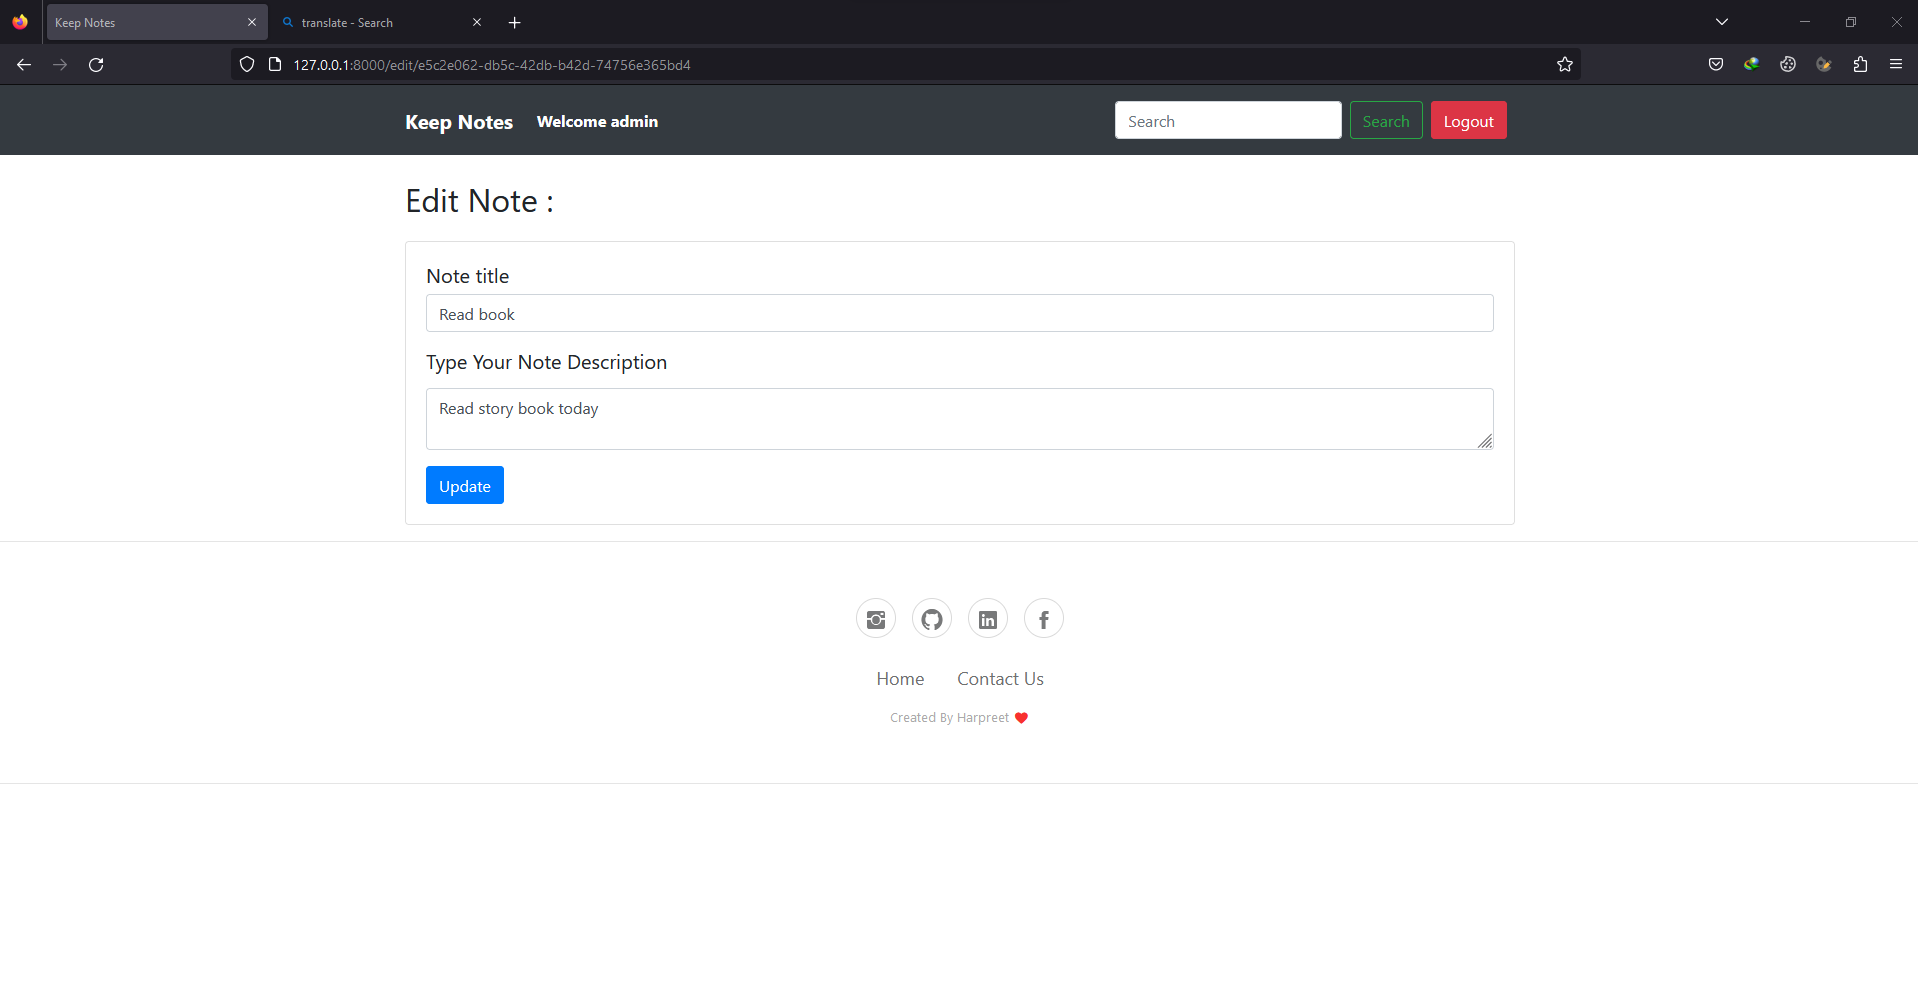 Keep Notes
translate - Search
127.0.0.1:8000/edit/e5c2e062-db5c-42db-b42d-74756e365bd4
Keep Notes Welcome admin Search Search Logout
Edit Note :
Note title
Read book
Type Your Note Description
Read story book today
Update
Home Contact Us
Created By Harpreet